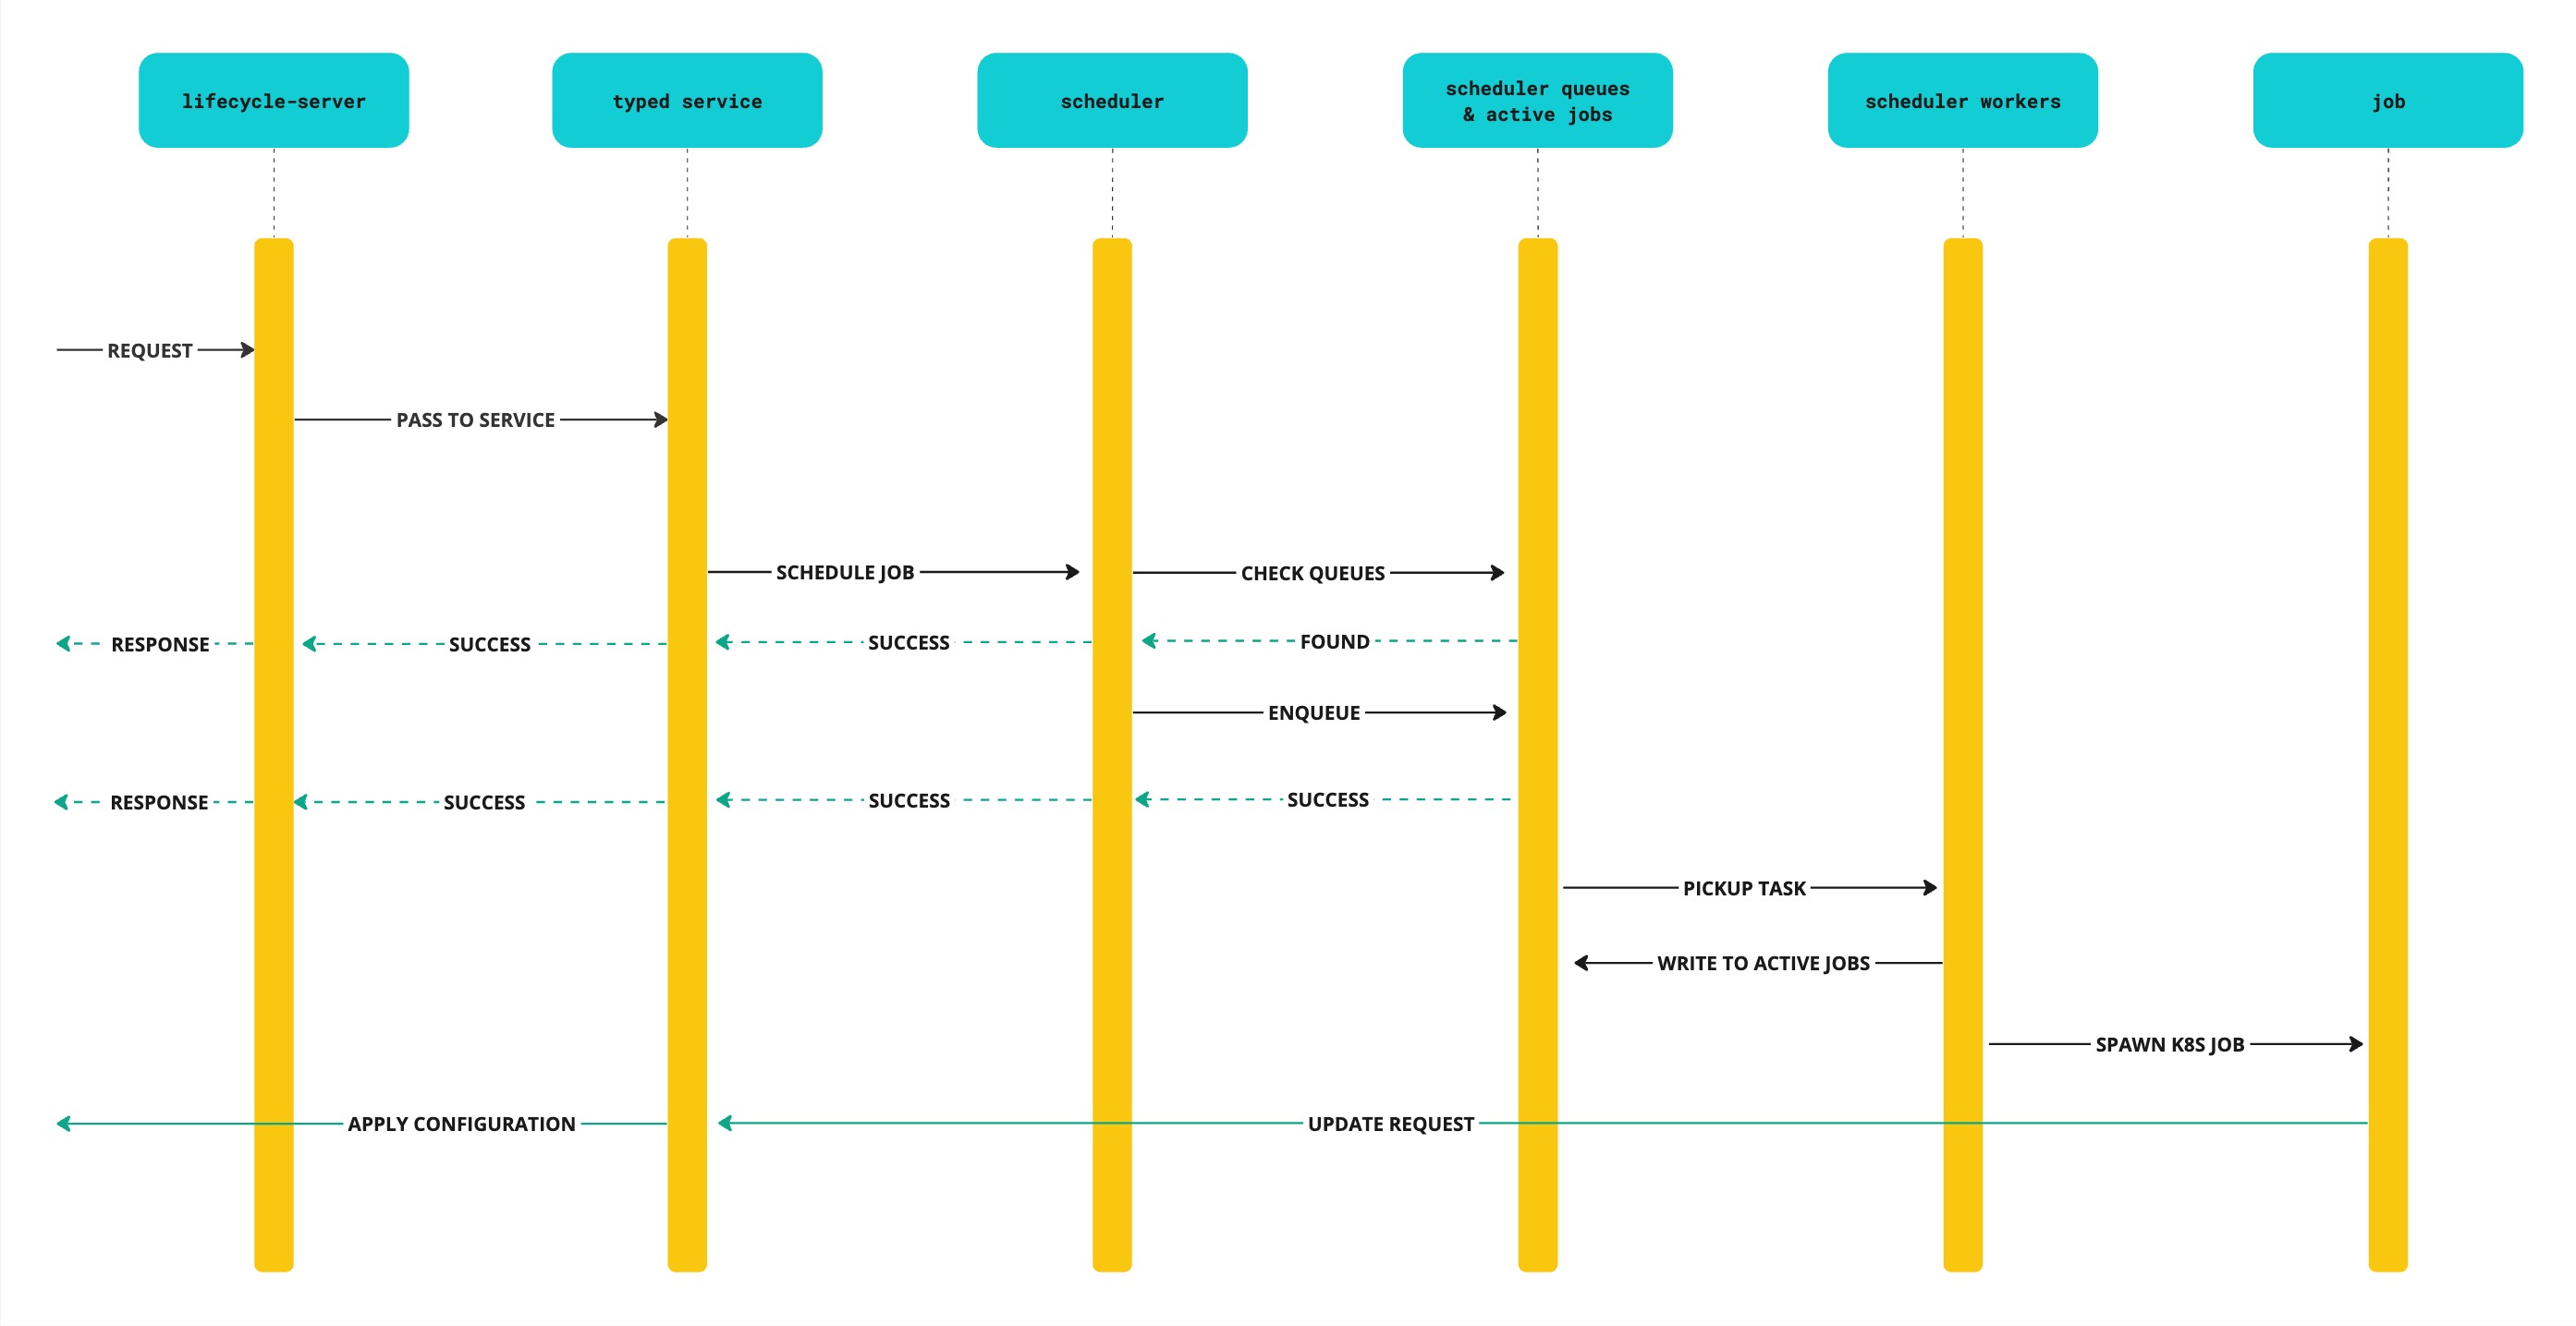 lifecycle-server
typed service
scheduler
scheduler queues
& active jobs
scheduler workers
job
REQUEST
PASS TO SERVICE
SCHEDULE JOB
CHECK QUEUES
RESPONSE
SUCCESS
SUCCESS
FOUND
ENQUEUE
RESPONSE
SUCCESS
SUCCESS
SUCCESS
PICKUP TASK
WRITE TO ACTIVE JOBS
SPAWN K8S JOB
APPLY CONFIGURATION
UPDATE REQUEST